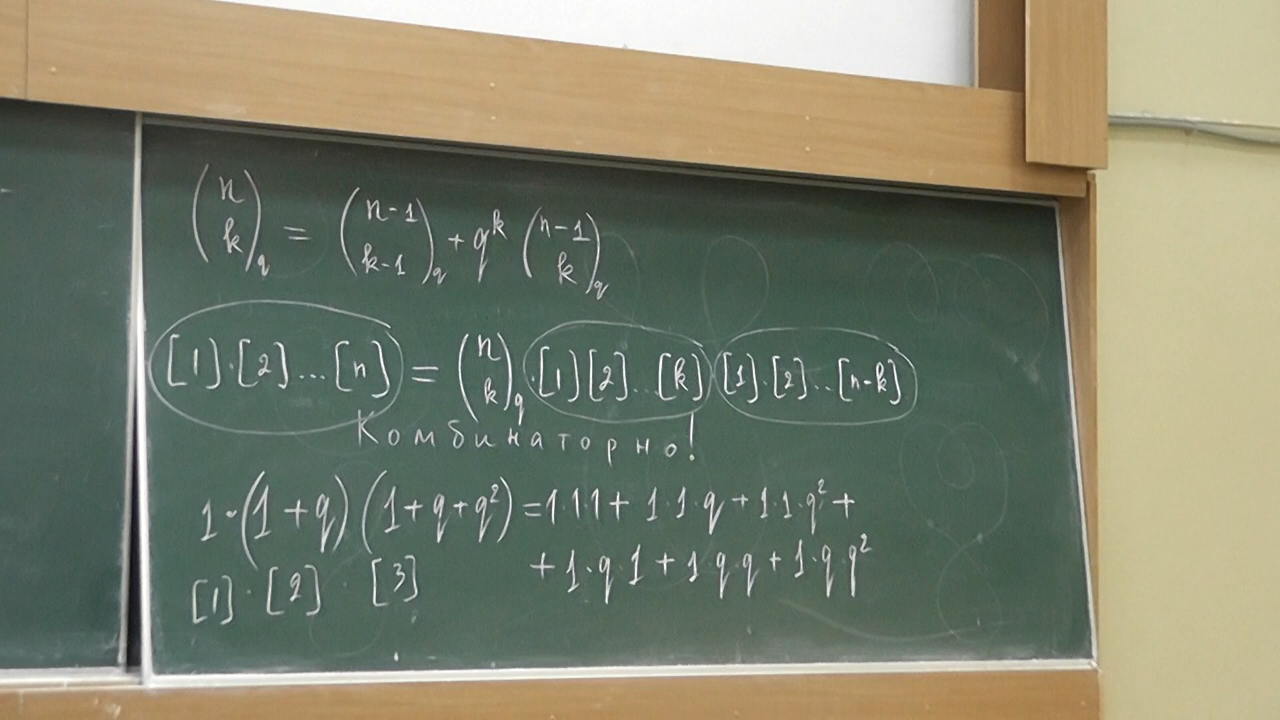 (n k)_q = (n-1 k-1)_q + q^k (n-1 k)_q
[1]·[2]...[n] = (n k)_q·[1][2]...[k] [1]·[2]...[n-k]
Комбинаторно!
1·(1+q)(1+q+q²)=1·1·1+ 1·1·q+1·1·q²+
+1·q·1+1·q·q+1·q·q²
[1]·[2]·[3]